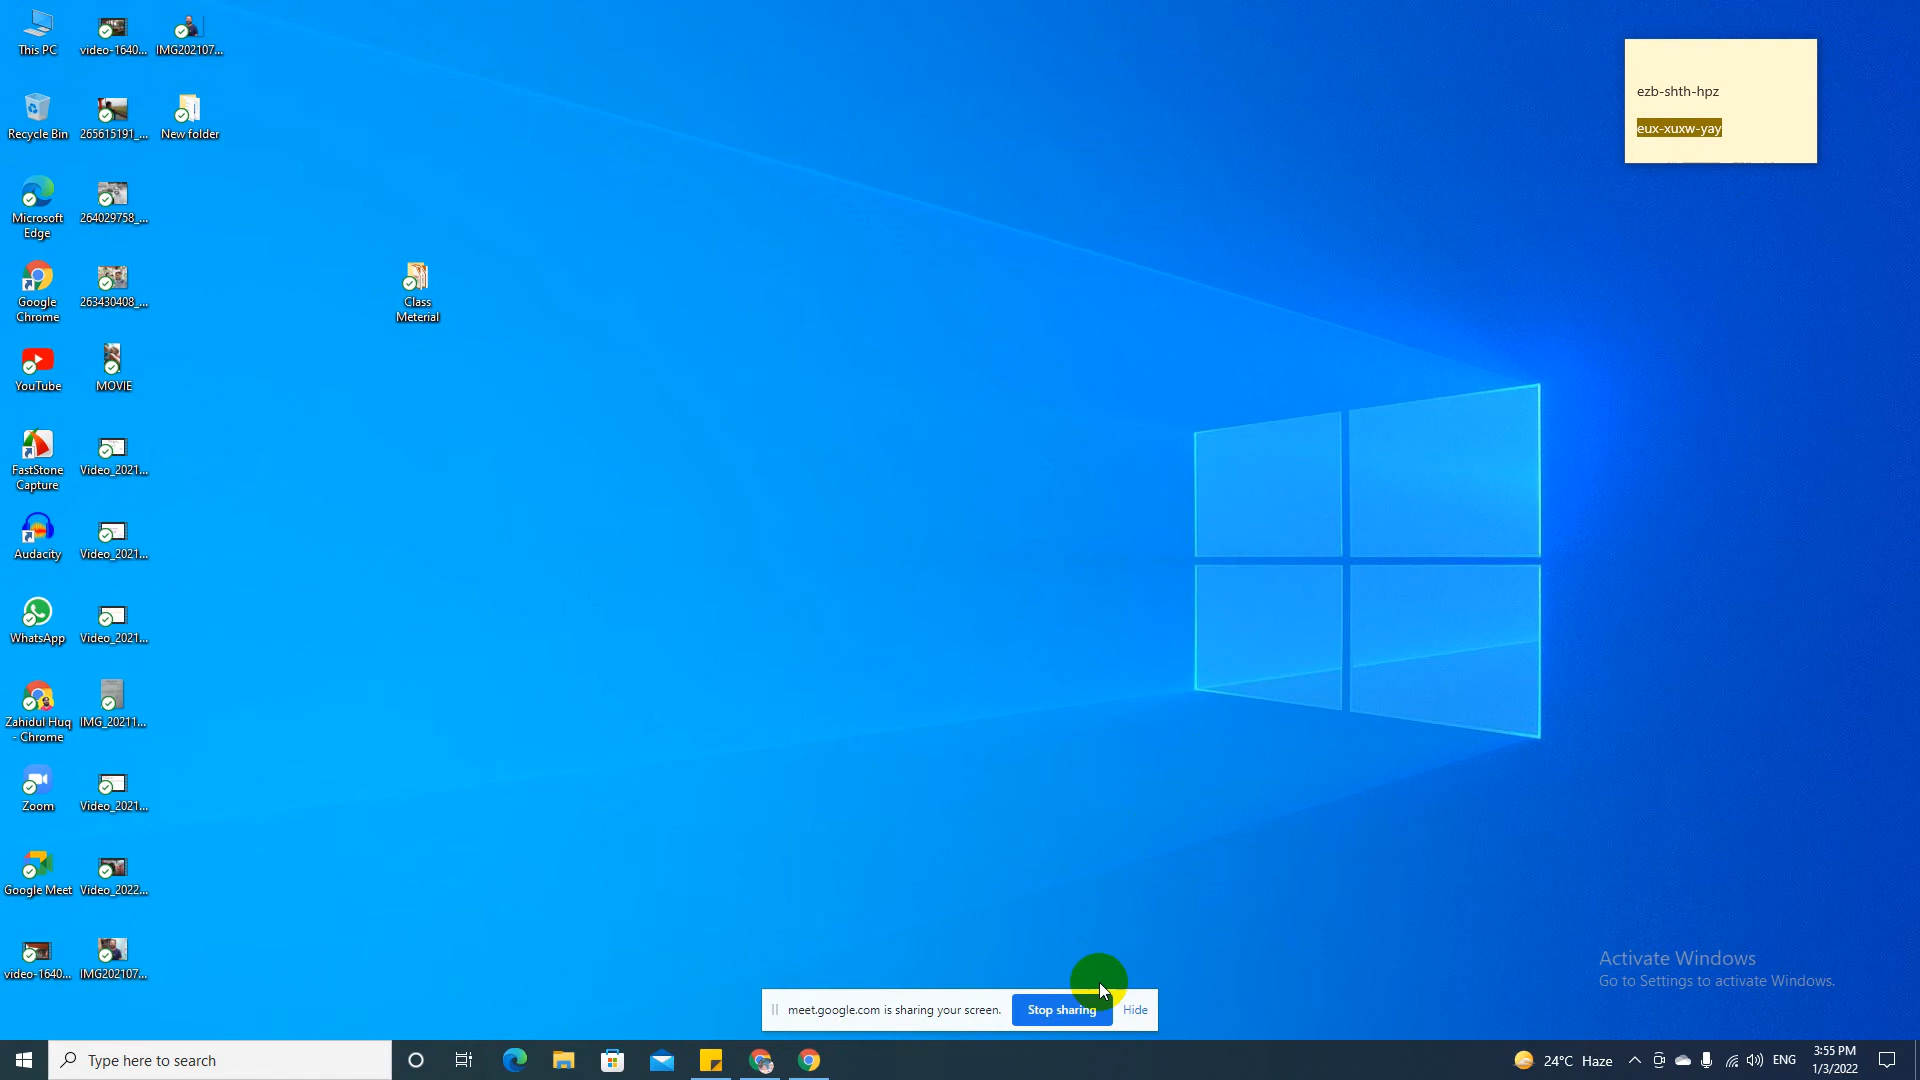 This PC
video-1640...
IMG202107...
Recycle Bin
265615191_...
New folder
Microsoft
Edge
264029758_...
Google
Chrome
263430408_...
Class
Meterial
YouTube
MOVIE
FastStone
Capture
Video_2021...
Audacity
Video_2021...
WhatsApp
Video_2021...
Zahidul Huq
- Chrome
IMG_20211...
Zoom
Video_2021...
Google Meet
Video_2022...
video-1640...
IMG202107...
ezb-shth-hpz
eux-xuxw-yay
Activate Windows
Go to Settings to activate Windows.
meet.google.com is sharing your screen.
Stop sharing
Hide
Type here to search
24°C Haze
ENG
3:55 PM
1/3/2022